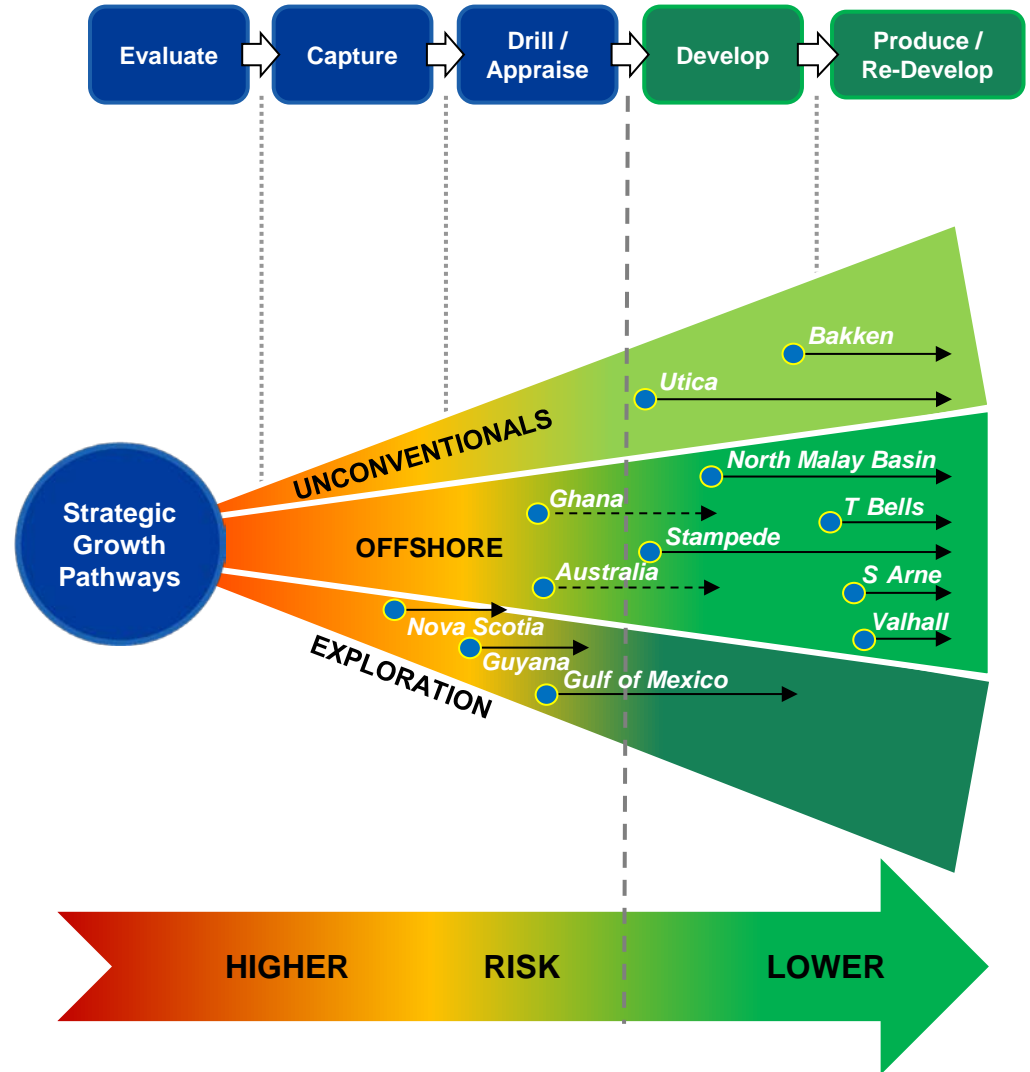 Evaluate
Capture
Drill /
Appraise
Develop
Produce /
Re-Develop
Bakken
Utica
UNCONVENTIONALS
North Malay Basin
Ghana
T Bells
Strategic
Growth
Pathways
OFFSHORE
Stampede
Australia
S Arne
Nova Scotia
Valhall
EXPLORATION
Guyana
Gulf of Mexico
HIGHER
RISK
LOWER